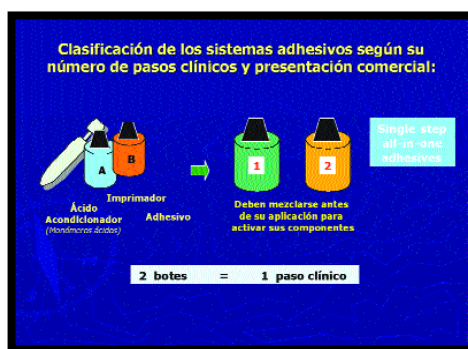 Clasificación de los sistemas adhesivos según su
número de pasos clínicos y presentación comercial:
A
B
Imprimador
Ácido
Acondicionador
(Monómeros ácidos)
Adhesivo
1
2
Deben mezclarse antes
de su aplicación para
activar sus componentes
Single step
all-in-one
adhesives
2 botes = 1 paso clínico